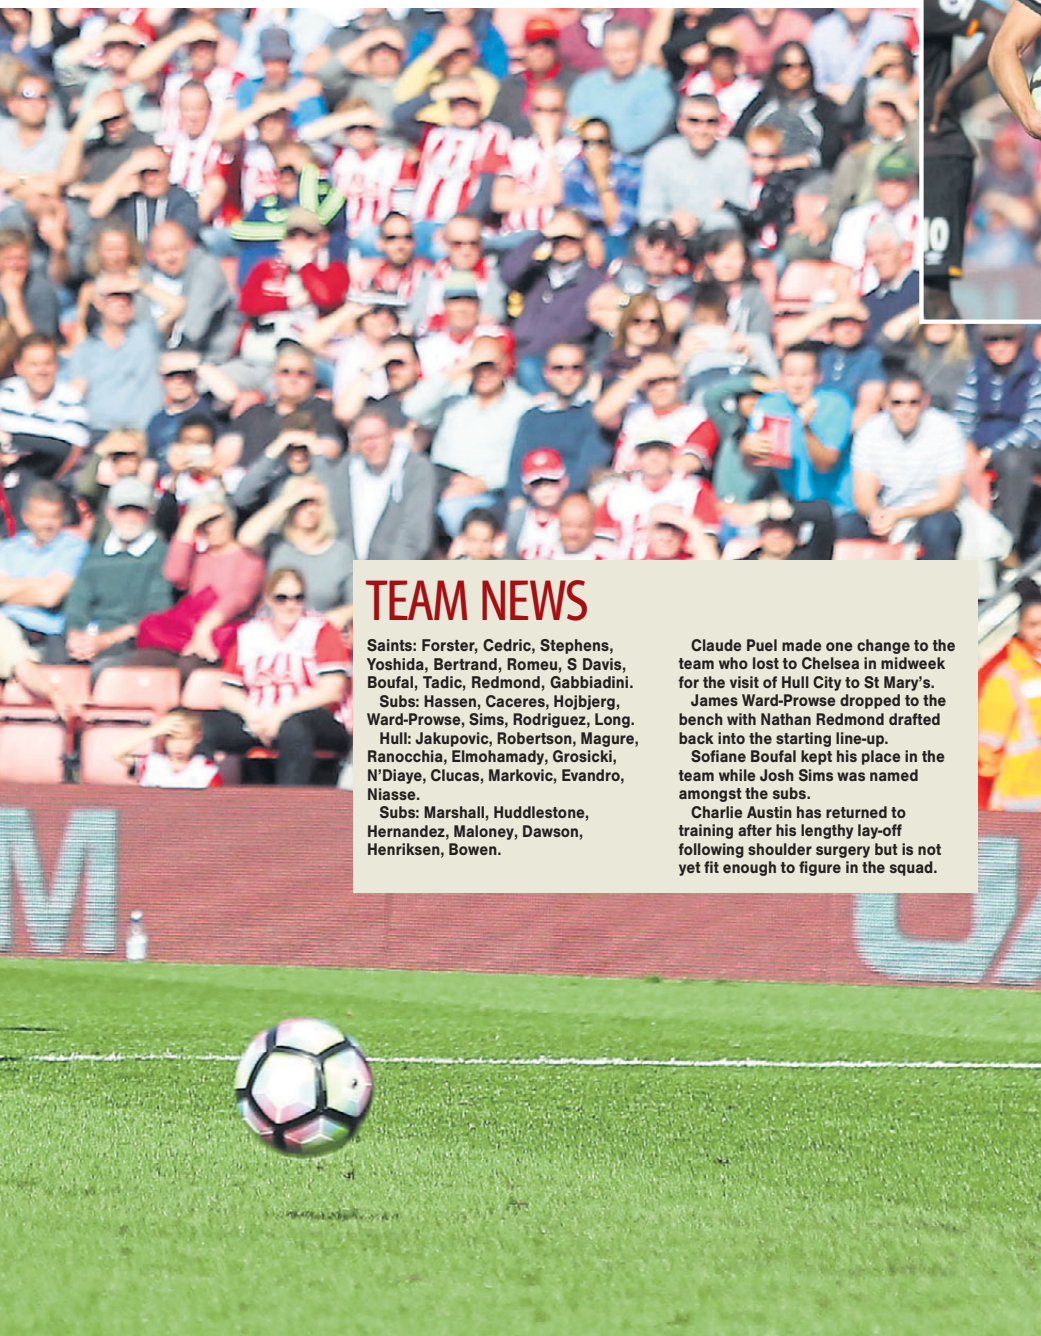 10
TEAM NEWS
Saints: Forster, Cedric, Stephens,
Yoshida, Bertrand, Romeu, S Davis,
Boufal, Tadic, Redmond, Gabbiadini.
Subs: Hassen, Caceres, Hojbjerg,
Ward-Prowse, Sims, Rodriguez, Long.
Hull: Jakupovic, Robertson, Magure,
Ranocchia, Elmohamady, Grosicki,
N’Diaye, Clucas, Markovic, Evandro,
Niasse.
Subs: Marshall, Huddlestone,
Hernandez, Maloney, Dawson,
Henriksen, Bowen.
Claude Puel made one change to the
team who lost to Chelsea in midweek
for the visit of Hull City to St Mary’s.
James Ward-Prowse dropped to the
bench with Nathan Redmond drafted
back into the starting line-up.
Sofiane Boufal kept his place in the
team while Josh Sims was named
amongst the subs.
Charlie Austin has returned to
training after his lengthy lay-off
following shoulder surgery but is not
yet fit enough to figure in the squad.
M